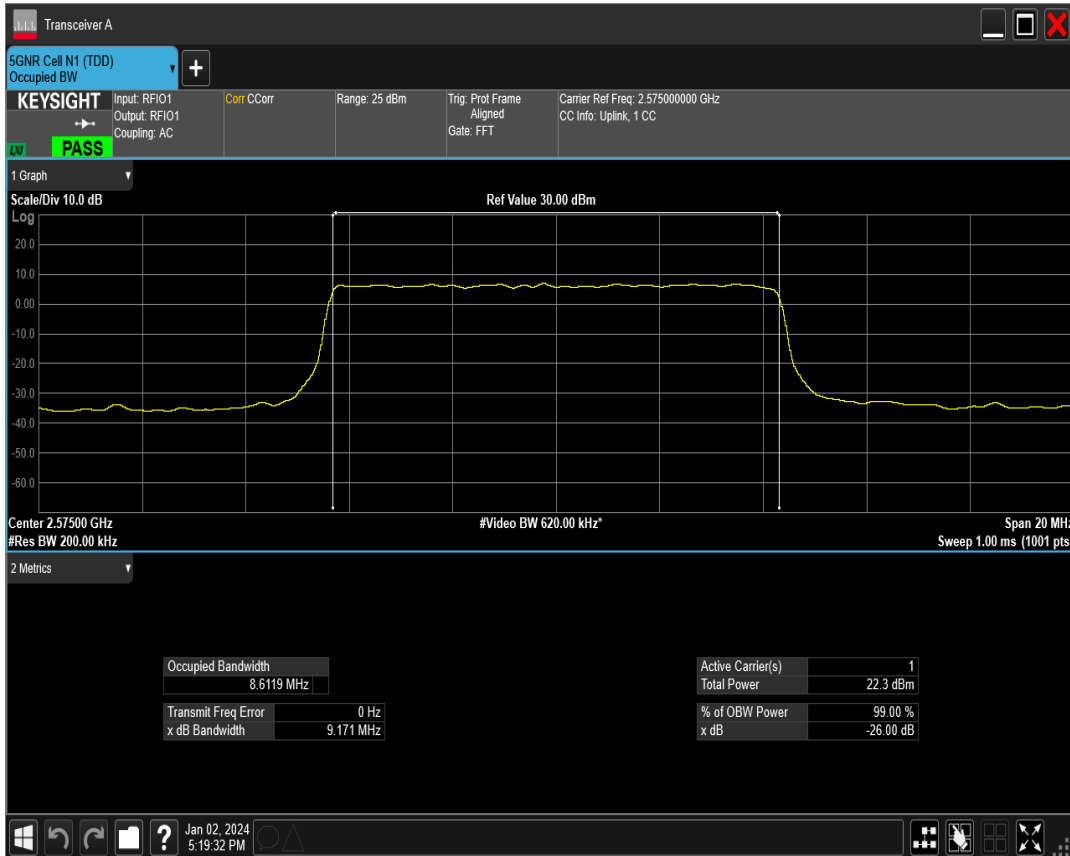 Transceiver A
5GNR Cell N1 (TDD)
Occupied BW
KEYSIGHT
LXI
PASS
Input: RFIO1
Output: RFIO1
Coupling: AC
Corr CCorr
Range: 25 dBm
Trig: Prot Frame
Aligned
Gate: FFT
Carrier Ref Freq: 2.575000000 GHz
CC Info: Uplink, 1 CC
1 Graph
Scale/Div 10.0 dB
Ref Value 30.00 dBm
Log
20.0
10.0
0.00
-10.0
-20.0
-30.0
-40.0
-50.0
-60.0
Center 2.57500 GHz
#Video BW 620.00 kHz*
Span 20 MHz
#Res BW 200.00 kHz
Sweep 1.00 ms (1001 pts
2 Metrics
Occupied Bandwidth
8.6119 MHz
Transmit Freq Error 0 Hz
x dB Bandwidth 9.171 MHz
Active Carrier(s) 1
Total Power 22.3 dBm
% of OBW Power 99.00 %
x dB -26.00 dB
?
Jan 02, 2024
5:19:32 PM